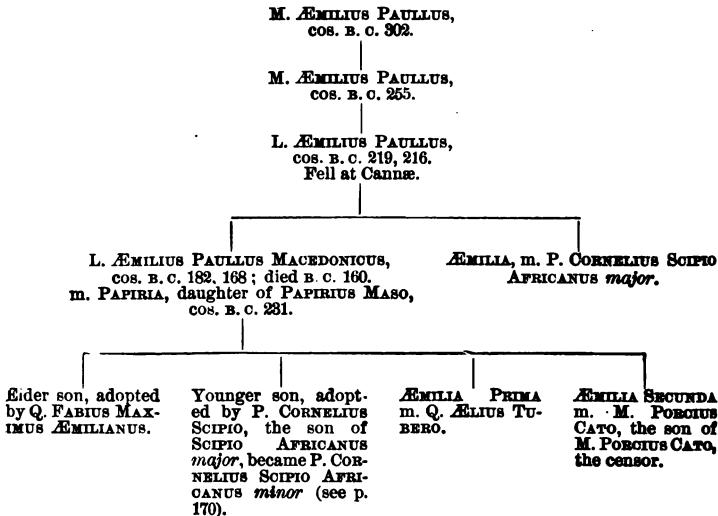 M. ÆMILIUS PAULLUS,
COS. B. C. 302.
M. ÆMILIUS PAULLUS,
COS. B. C. 255.
L. ÆMILIUS PAULLUS,
COS. B. C. 219, 216.
Fell at Cannæ.
L. ÆMILIUS PAULLUS MACEDONICUS,
COS. B. C. 182, 168; died B. C. 160.
m. PAPIRIA, daughter of PAPIRIUS MASO,
COS. B. C. 231.
ÆMILIA, m. P. CORNELIUS SCIPIO
AFRICANUS major.
Elder son, adopted
by Q. FABIUS MAX-
IMUS ÆMILIANUS.
Younger son, adopt-
ed by P. CORNELIUS
SCIPIO, the son of
SCIPIO AFRICANUS
major, became P. COR-
NELIUS SCIPIO AFRI-
CANUS minor (see p.
170).
ÆMILIA PRIMA
m. Q. ÆLIUS TU-
BERO.
ÆMILIA SECUNDA
m. M. PORCIUS
CATO, the son of
M. PORCIUS CATO,
the censor.